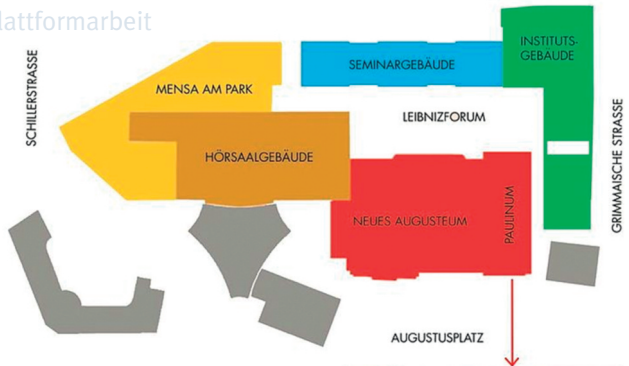 lattformarbeit
INSTITUTS-
GEBÄUDE
SEMINARGEBÄUDE
SCHILLERSTRASSE
MENSA AM PARK
LEIBNIZFORUM
HÖRSAALGEBÄUDE
GRIMMAISCHE STRASSE
NEUES AUGUSTEUM
PAULINUM
AUGUSTUSPLATZ